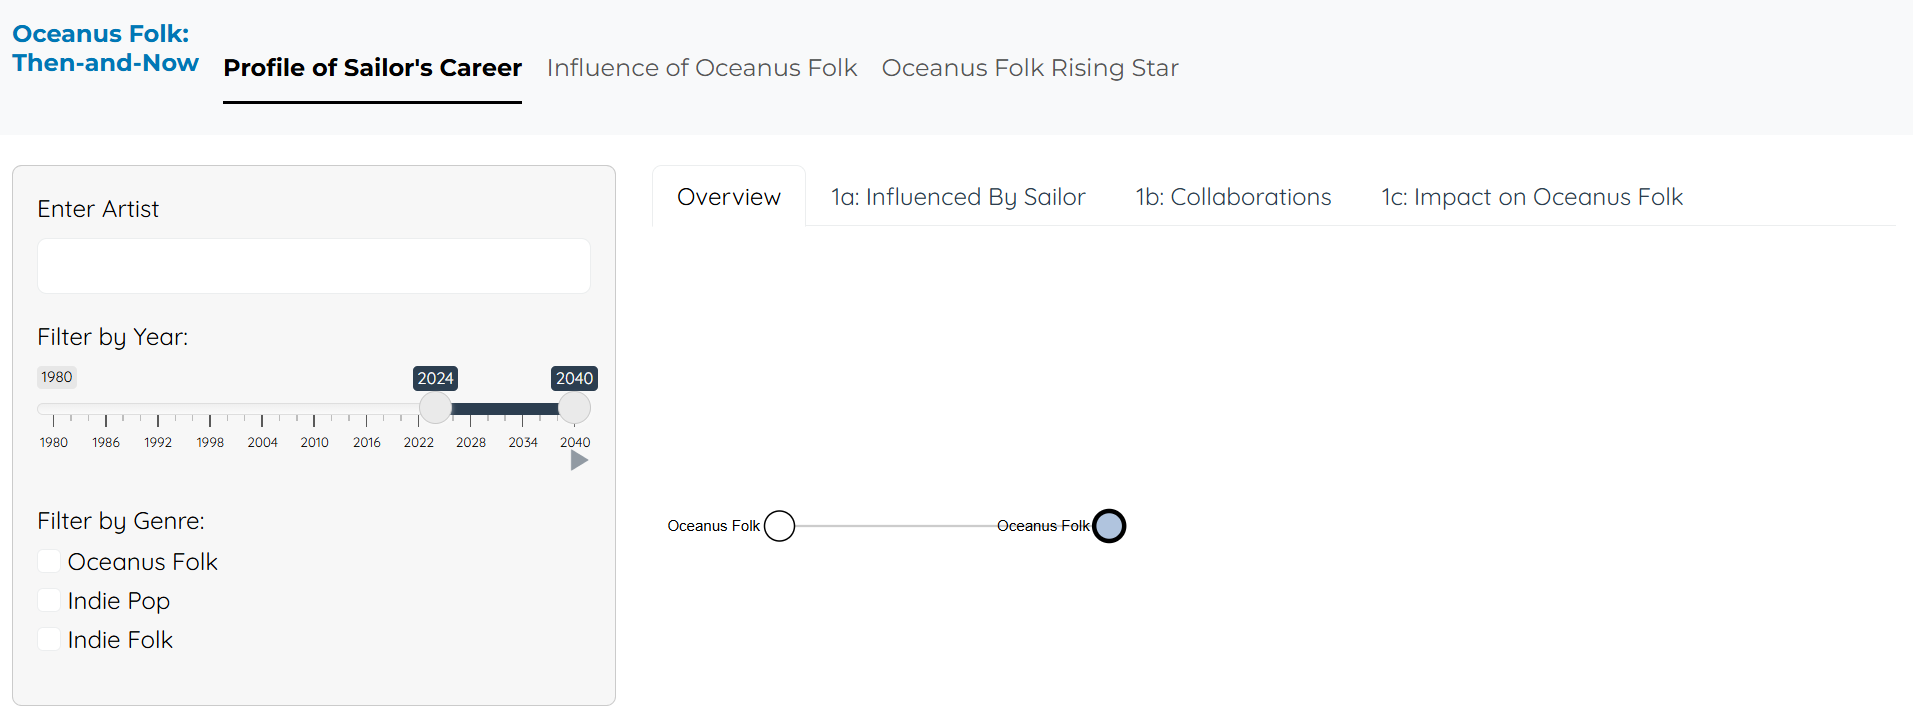 Oceanus Folk:
Then-and-Now
Profile of Sailor's Career
Influence of Oceanus Folk
Oceanus Folk Rising Star
Enter Artist
Filter by Year:
1980
2024
2040
1980 1986 1992 1998 2004 2010 2016 2022 2028 2034 2040
Filter by Genre:
Oceanus Folk
Indie Pop
Indie Folk
Overview
1a: Influenced By Sailor
1b: Collaborations
1c: Impact on Oceanus Folk
Oceanus Folk
Oceanus Folk